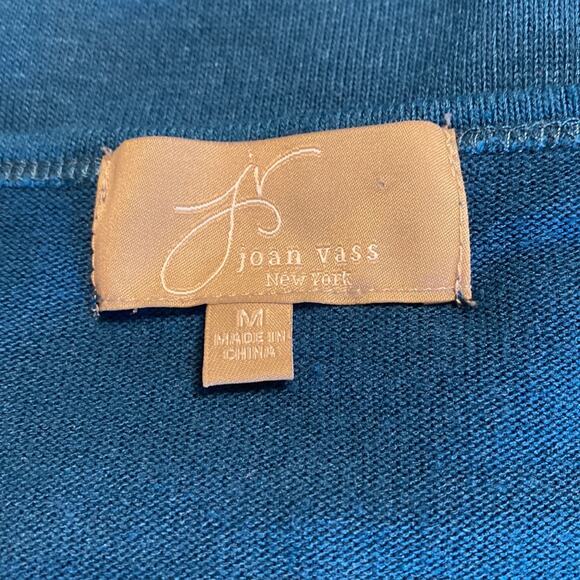 jv
joan vass
New York
M
MADE IN
CHINA